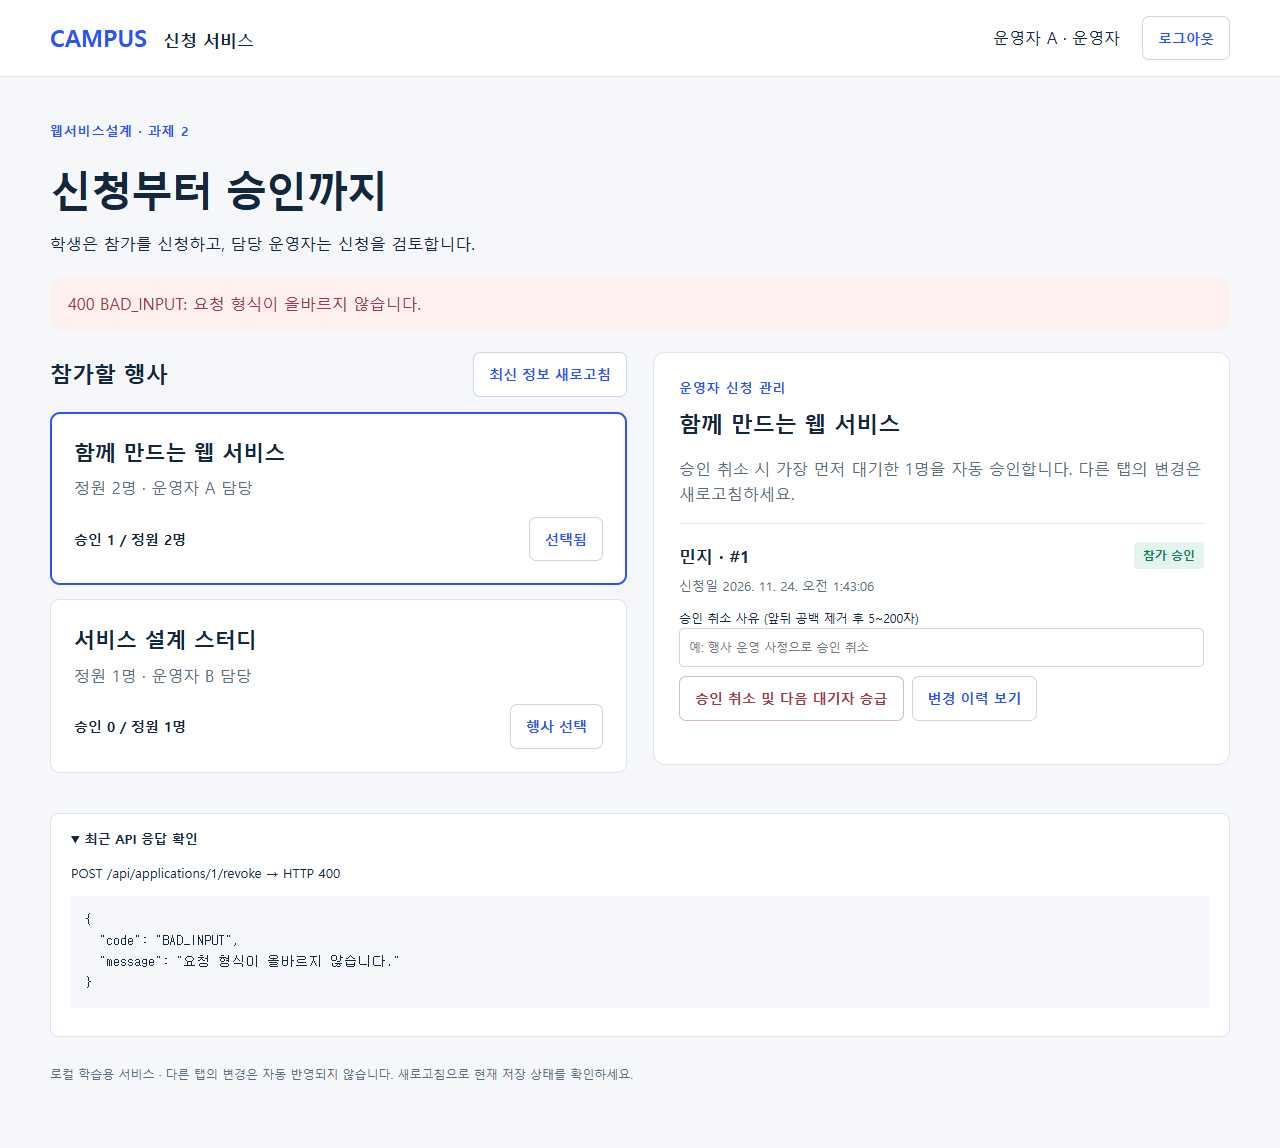 CAMPUS 신청 서비스
운영자 A · 운영자
로그아웃
웹서비스설계 · 과제 2
신청부터 승인까지
학생은 참가를 신청하고, 담당 운영자는 신청을 검토합니다.
400 BAD_INPUT: 요청 형식이 올바르지 않습니다.
참가할 행사
최신 정보 새로고침
함께 만드는 웹 서비스
정원 2명 · 운영자 A 담당
승인 1 / 정원 2명
선택됨
서비스 설계 스터디
정원 1명 · 운영자 B 담당
승인 0 / 정원 1명
행사 선택
운영자 신청 관리
함께 만드는 웹 서비스
승인 취소 시 가장 먼저 대기한 1명을 자동 승인합니다. 다른 탭의 변경은
새로고침하세요.
민지 · #1
참가 승인
신청일 2026. 11. 24. 오전 1:43:06
승인 취소 사유 (앞뒤 공백 제거 후 5~200자)
예: 행사 운영 사정으로 승인 취소
승인 취소 및 다음 대기자 승급
변경 이력 보기
▼ 최근 API 응답 확인
POST /api/applications/1/revoke → HTTP 400
{
"code": "BAD_INPUT",
"message": "요청 형식이 올바르지 않습니다."
}
로컬 학습용 서비스 · 다른 탭의 변경은 자동 반영되지 않습니다. 새로고침으로 현재 저장 상태를 확인하세요.